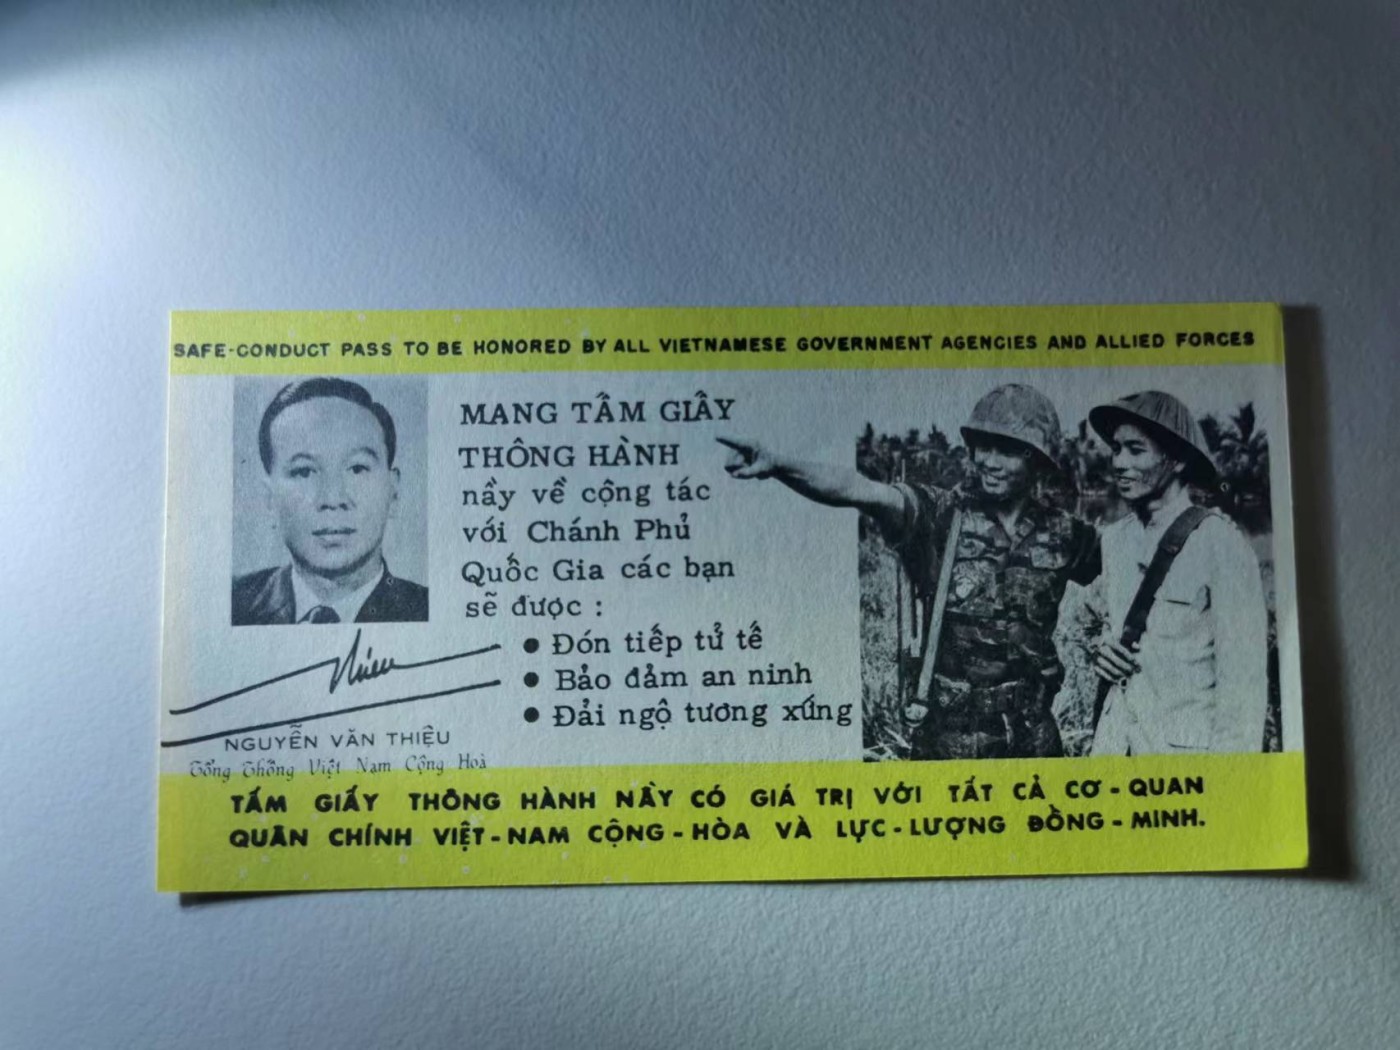 SAFE-CONDUCT PASS TO BE HONORED BY ALL VIETNAMESE GOVERNMENT AGENCIES AND ALLIED FORCES
MANG TẤM GIẤY
THÔNG HÀNH
nầy về cộng tác
với Chánh Phủ
Quốc Gia các bạn
sẽ được :
● Đón tiếp tử tế
● Bảo đảm an ninh
● Đải ngộ tương xứng
Thieu
NGUYỄN VĂN THIỆU
Tổng Thống Việt Nam Cộng Hoà
TẤM GIẤY THÔNG HÀNH NẦY CÓ GIÁ TRỊ VỚI TẤT CẢ CƠ - QUAN
QUÂN CHÍNH VIỆT - NAM CỘNG - HÒA VÀ LỰC - LƯỢNG ĐỒNG - MINH.